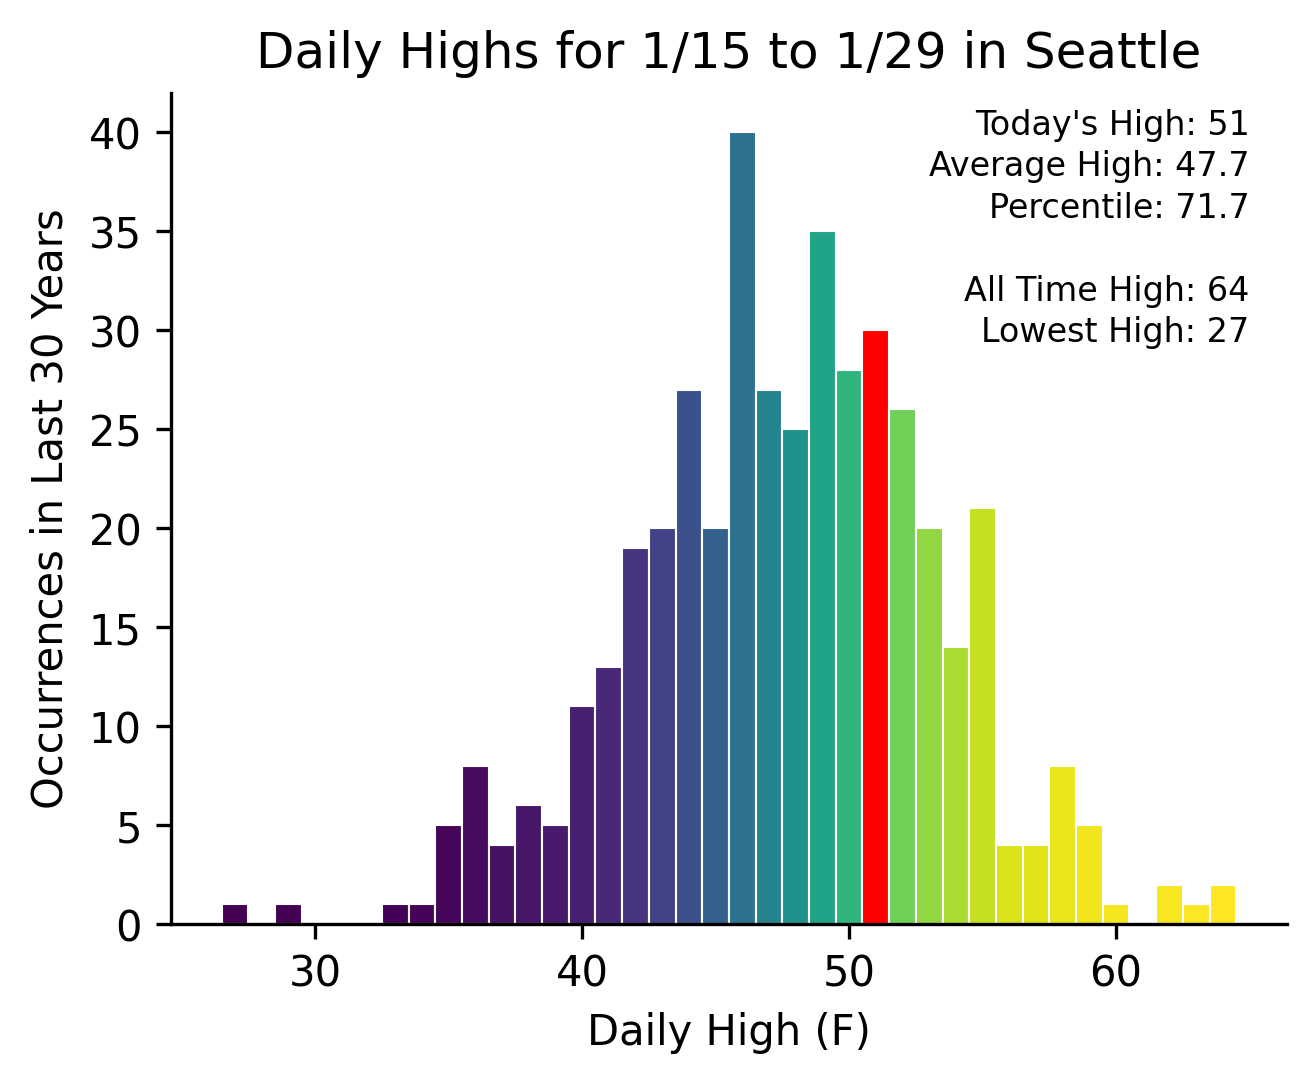 Daily Highs for 1/15 to 1/29 in Seattle
Today's High: 51
Average High: 47.7
Percentile: 71.7
All Time High: 64
Lowest High: 27
Occurrences in Last 30 Years
40
35
30
25
20
15
10
5
0
30 40 50 60
Daily High (F)